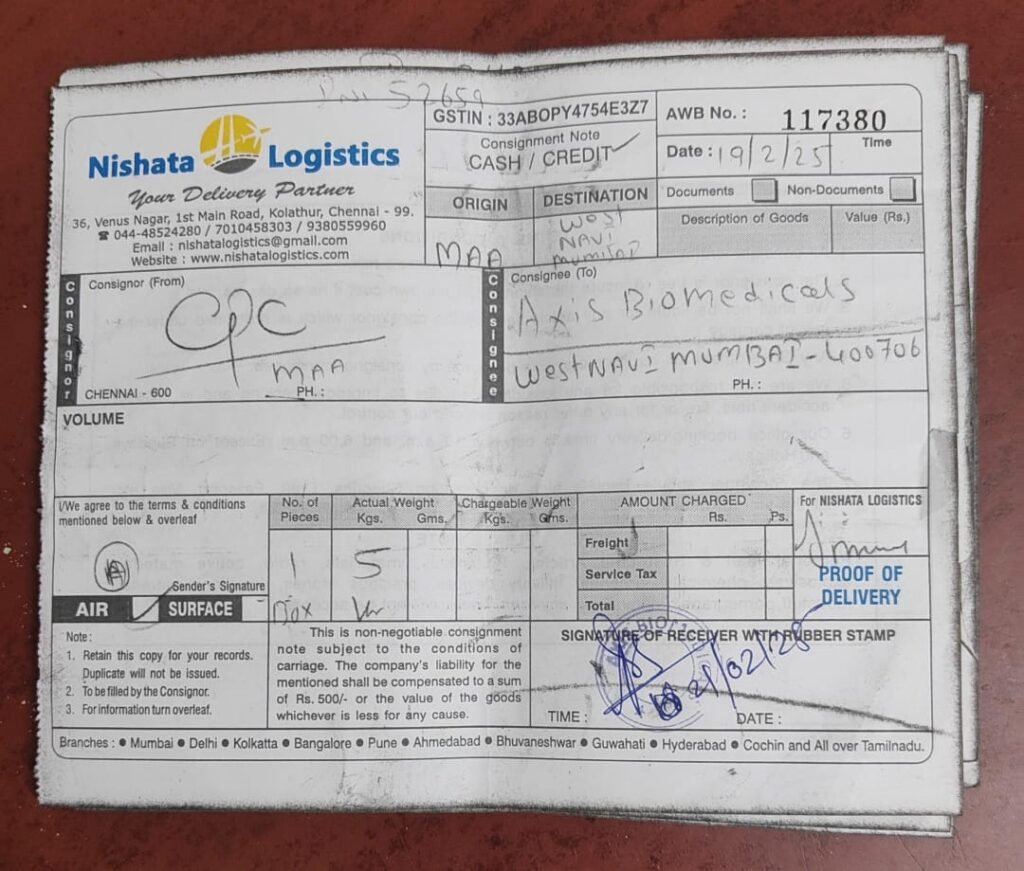 52659
Nishata Logistics
Your Delivery Partner
36, Venus Nagar, 1st Main Road, Kolathur, Chennai - 99.
☎ 044-48524280 / 7010458303 / 9380559960
Email : nishatalogistics@gmail.com
Website : www.nishatalogistics.com
GSTIN : 33ABOPY4754E3Z7
Consignment Note
CASH / CREDIT ✓
ORIGIN DESTINATION
MAA West NAVI Mumbai
AWB No. : 117380
Date : 19/2/25 Time
Documents Non-Documents
Description of Goods Value (Rs.)
Consignor
Consignor (From)
CPC
MAA
CHENNAI - 600 PH. :
Consignee
Consignee (To)
Axis Biomedicals
West NAVI MUMBAI - 400706
PH. :
VOLUME
I/We agree to the terms & conditions
mentioned below & overleaf
Sender's Signature
AIR ✓ SURFACE
No. of Pieces
1
Box
Actual Weight
Kgs. Gms.
5
Chargeable Weight
Kgs. Gms.
AMOUNT CHARGED
Rs. Ps.
Freight
Service Tax
Total
For NISHATA LOGISTICS
PROOF OF
DELIVERY
Note :
1. Retain this copy for your records.
Duplicate will not be issued.
2. To be filled by the Consignor.
3. For information turn overleaf.
This is non-negotiable consignment
note subject to the conditions of
carriage. The company's liability for the
mentioned shall be compensated to a sum
of Rs. 500/- or the value of the goods
whichever is less for any cause.
SIGNATURE OF RECEIVER WITH RUBBER STAMP
21/02/25
TIME : DATE :
Branches : ● Mumbai ● Delhi ● Kolkatta ● Bangalore ● Pune ● Ahmedabad ● Bhuvaneshwar ● Guwahati ● Hyderabad ● Cochin and All over Tamilnadu.